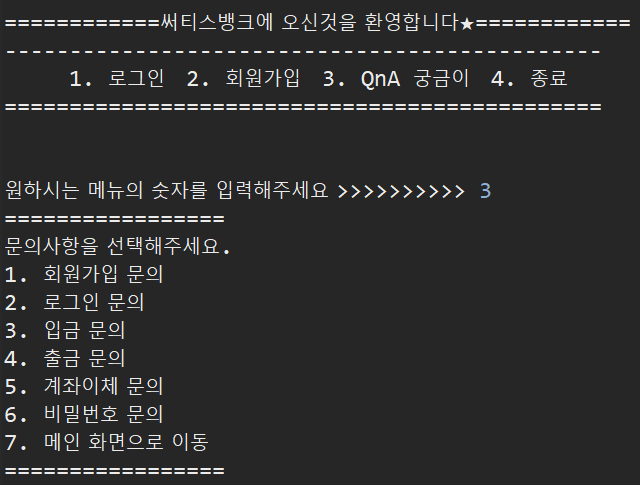 ============써티스뱅크에 오신것을 환영합니다★============
----------------------------------------------
1. 로그인 2. 회원가입 3. QnA 궁금이 4. 종료
==============================================
원하시는 메뉴의 숫자를 입력해주세요 >>>>>>>>>> 3
=================
문의사항을 선택해주세요.
1. 회원가입 문의
2. 로그인 문의
3. 입금 문의
4. 출금 문의
5. 계좌이체 문의
6. 비밀번호 문의
7. 메인 화면으로 이동
=================